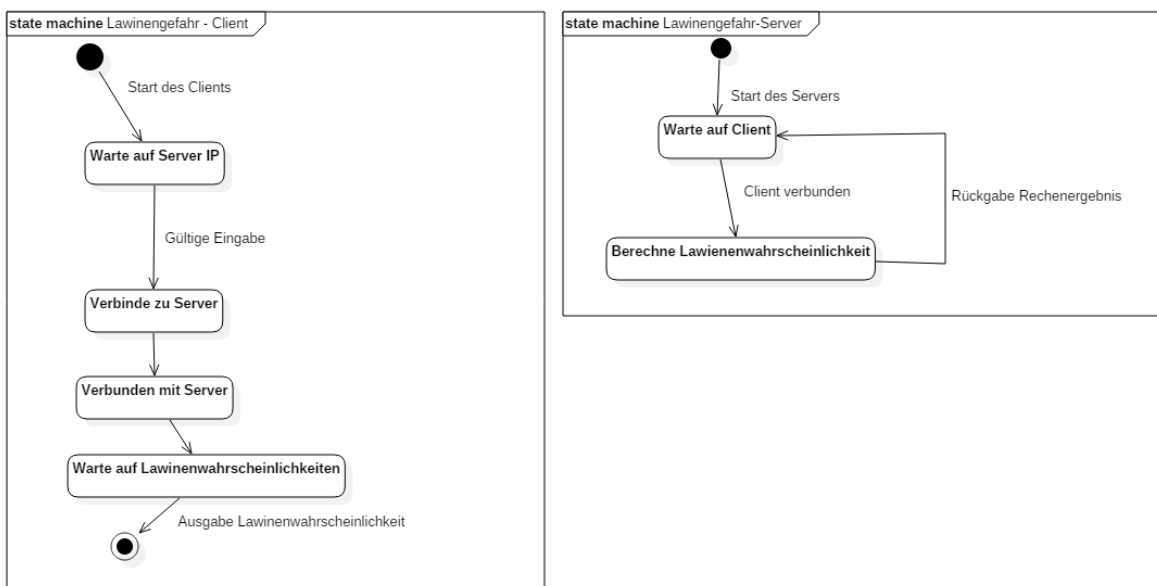 state machine Lawinengefahr - Client
Start des Clients
Warte auf Server IP
Gültige Eingabe
Verbinde zu Server
Verbunden mit Server
Warte auf Lawinenwahrscheinlichkeiten
Ausgabe Lawinenwahrscheinlichkeit
state machine Lawinengefahr-Server
Start des Servers
Warte auf Client
Client verbunden
Rückgabe Rechenergebnis
Berechne Lawienenwahrscheinlichkeit